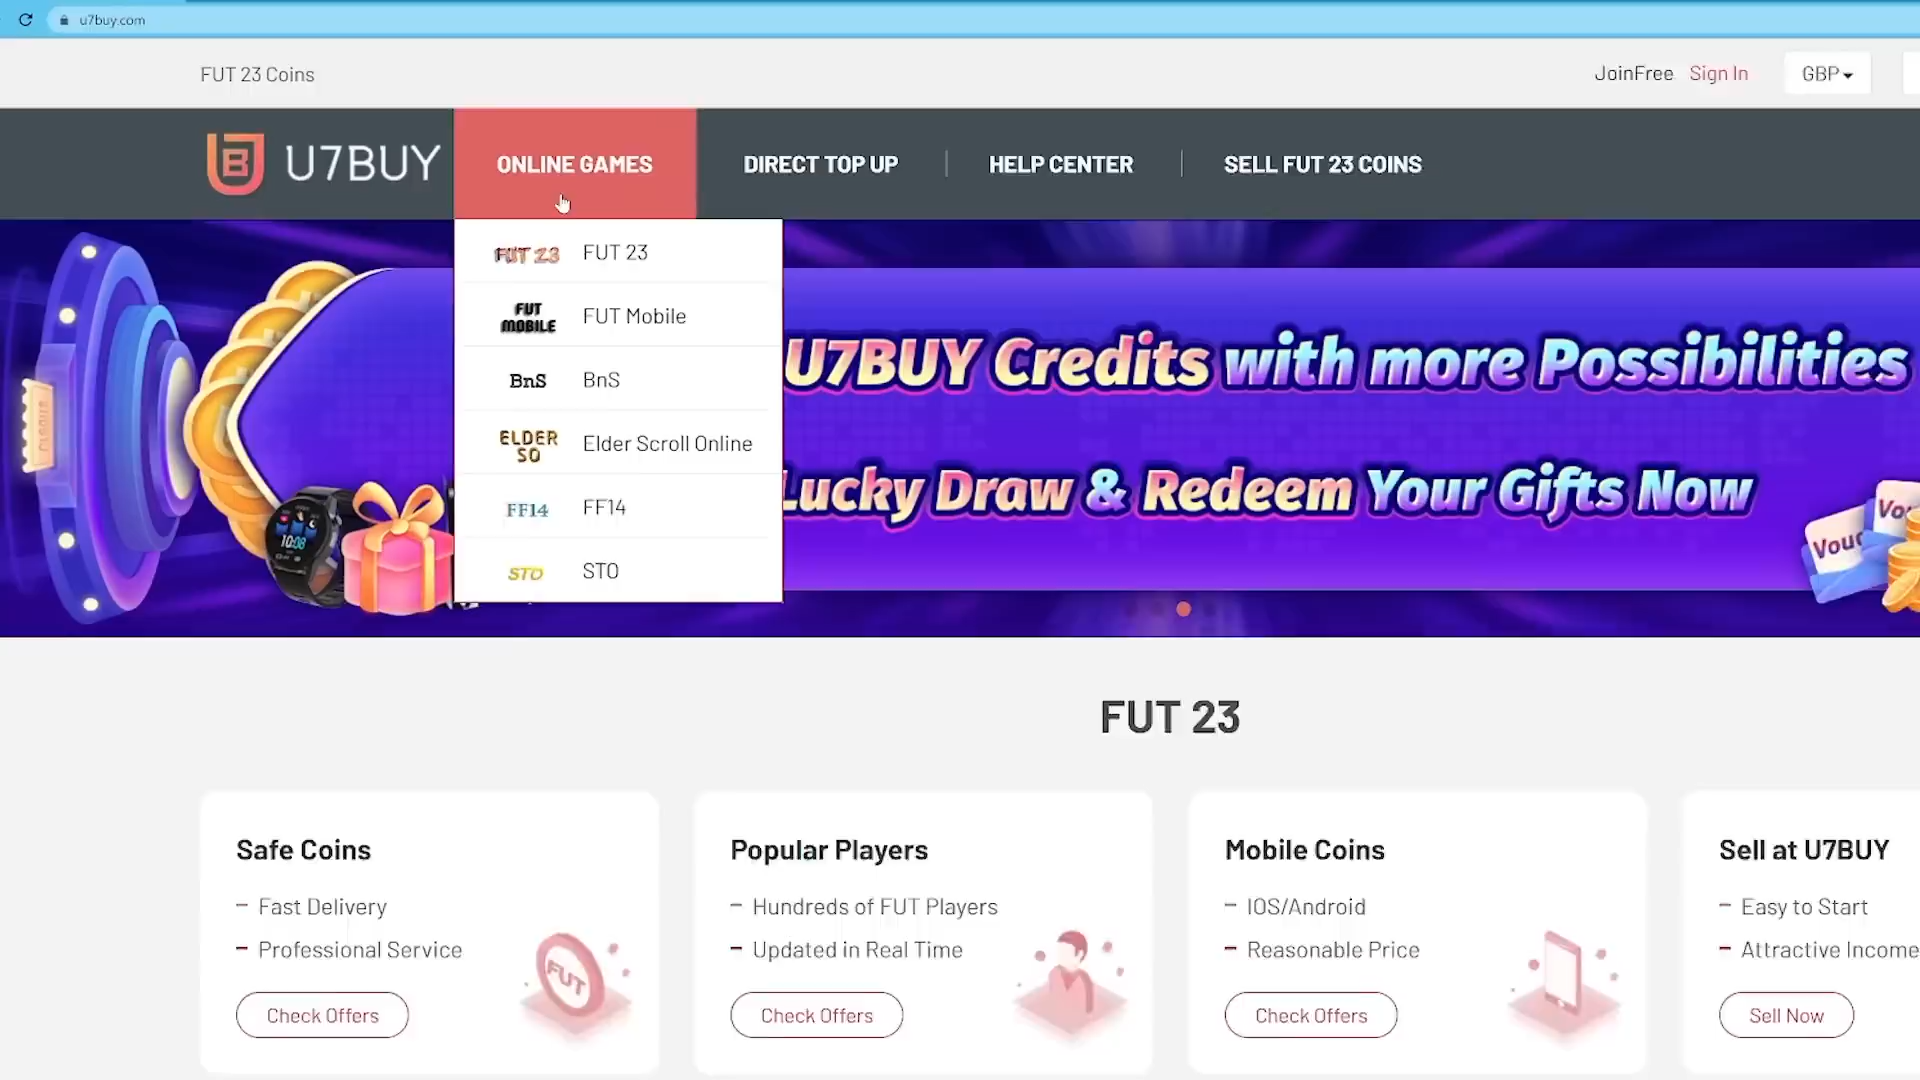 u7buy.com
FUT 23 Coins
JoinFree Sign In GBP
U7BUY
ONLINE GAMES
DIRECT TOP UP
HELP CENTER
SELL FUT 23 COINS
FUT 23 FUT 23
FUT
MOBILE
FUT Mobile
BnS BnS
ELDER
SO
Elder Scroll Online
FF14 FF14
STO STO
U7BUY Credits with more Possibilities
Lucky Draw & Redeem Your Gifts Now
10:08
FUT 23
Safe Coins
- Fast Delivery
- Professional Service
FUT
Check Offers
Popular Players
- Hundreds of FUT Players
- Updated in Real Time
Check Offers
Mobile Coins
- IOS/Android
- Reasonable Price
Check Offers
Sell at U7BUY
- Easy to Start
- Attractive Income
Sell Now